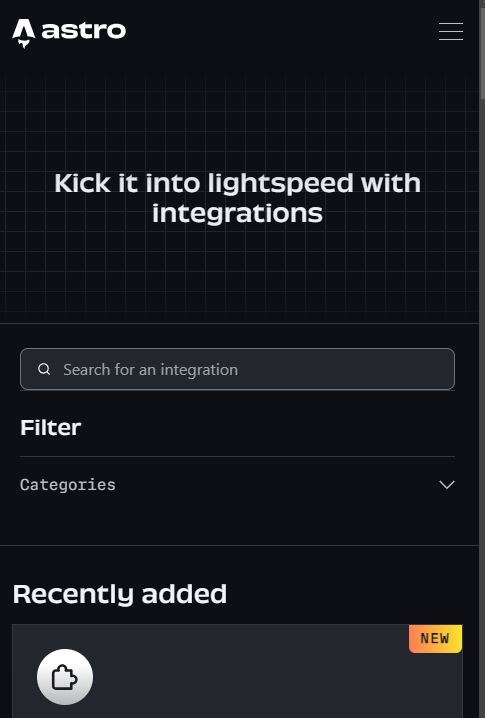 astro
Kick it into lightspeed with
integrations
Search for an integration
Filter
Categories
Recently added
NEW